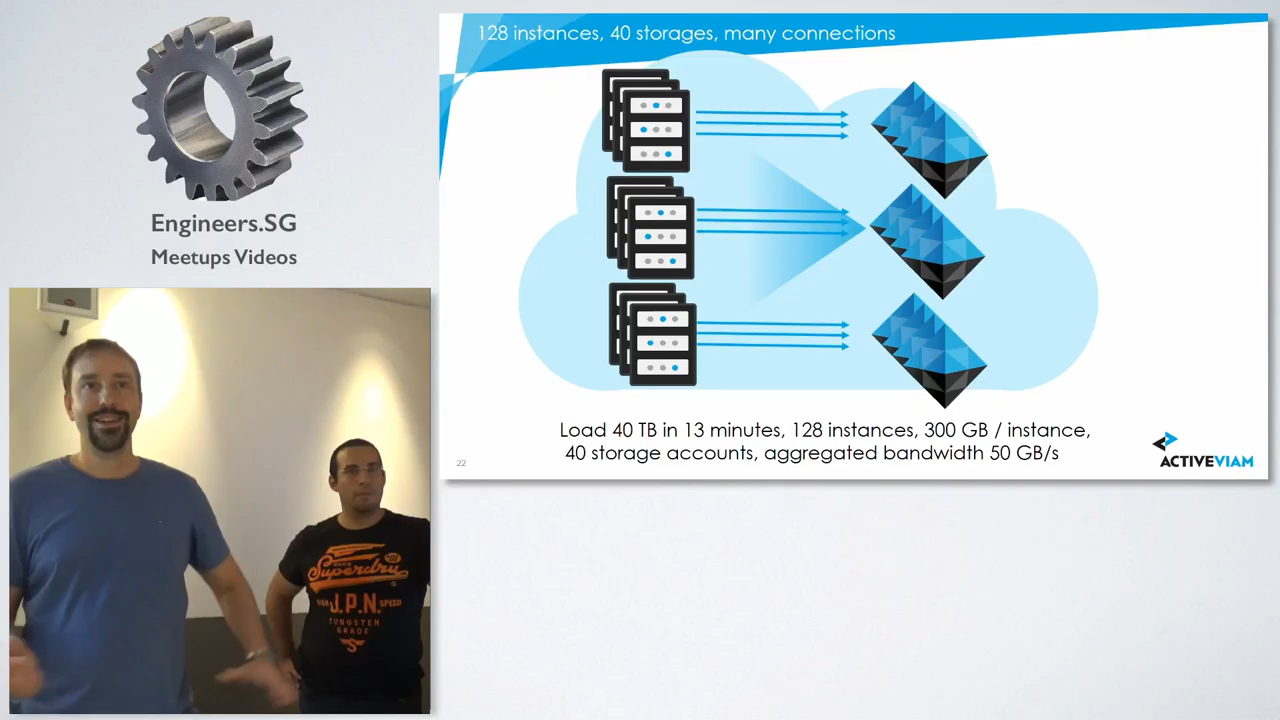 Engineers.SG
Meetups Videos
128 instances, 40 storages, many connections
Load 40 TB in 13 minutes, 128 instances, 300 GB / instance,
40 storage accounts, aggregated bandwidth 50 GB/s
22
ACTIVEVIAM
Superdry
HIGH SPEED
J.P.N.
TUNGSTEN
GRADE
S